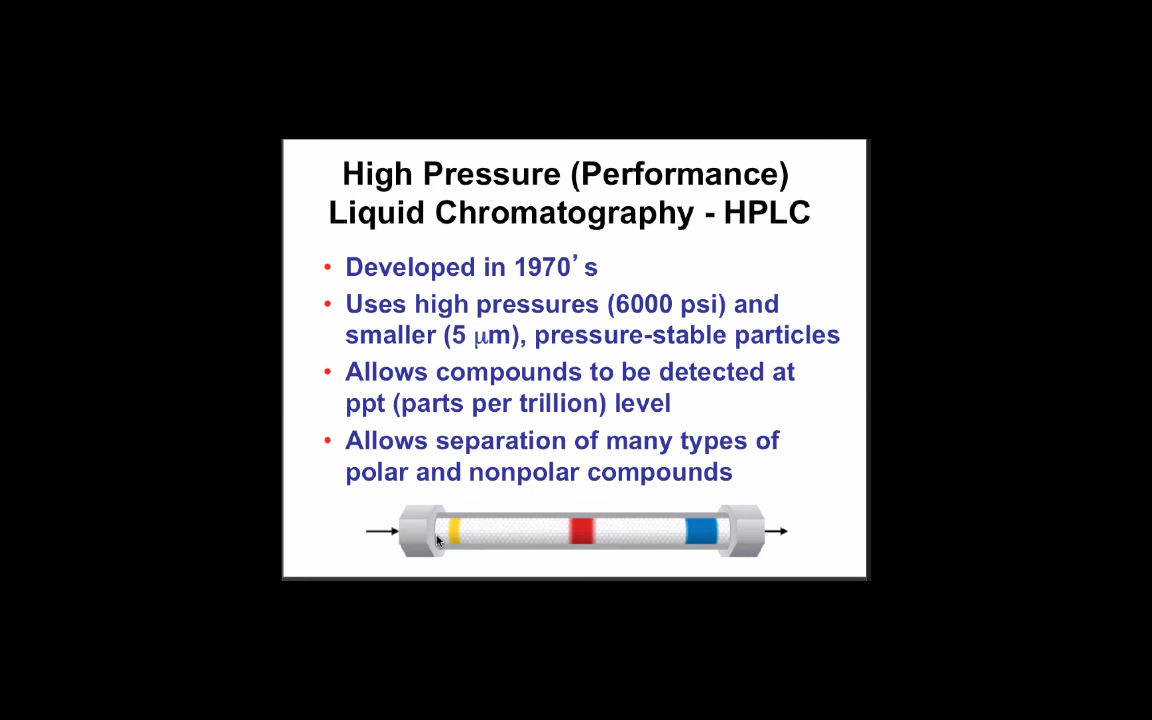 High Pressure (Performance)
Liquid Chromatography - HPLC
• Developed in 1970’s
• Uses high pressures (6000 psi) and
smaller (5 μm), pressure-stable particles
• Allows compounds to be detected at
ppt (parts per trillion) level
• Allows separation of many types of
polar and nonpolar compounds